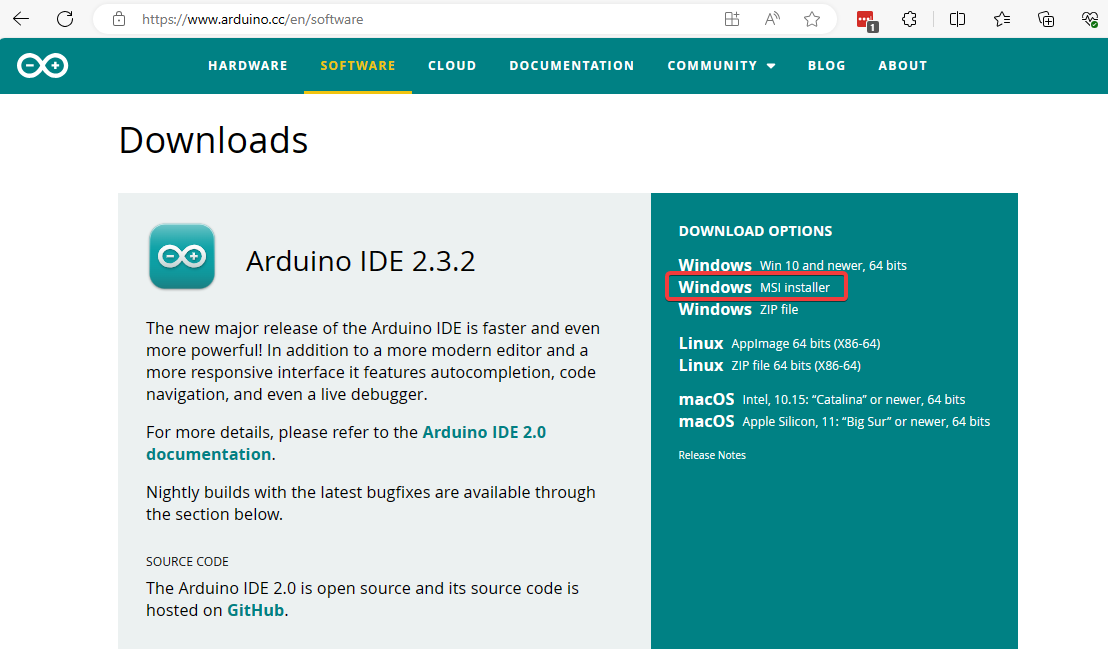 https://www.arduino.cc/en/software
1
HARDWARE SOFTWARE CLOUD DOCUMENTATION COMMUNITY BLOG ABOUT
Downloads
Arduino IDE 2.3.2
The new major release of the Arduino IDE is faster and even
more powerful! In addition to a more modern editor and a
more responsive interface it features autocompletion, code
navigation, and even a live debugger.
For more details, please refer to the Arduino IDE 2.0
documentation.
Nightly builds with the latest bugfixes are available through
the section below.
SOURCE CODE
The Arduino IDE 2.0 is open source and its source code is
hosted on GitHub.
DOWNLOAD OPTIONS
Windows Win 10 and newer, 64 bits
Windows MSI installer
Windows ZIP file
Linux AppImage 64 bits (X86-64)
Linux ZIP file 64 bits (X86-64)
macOS Intel, 10.15: “Catalina” or newer, 64 bits
macOS Apple Silicon, 11: “Big Sur” or newer, 64 bits
Release Notes